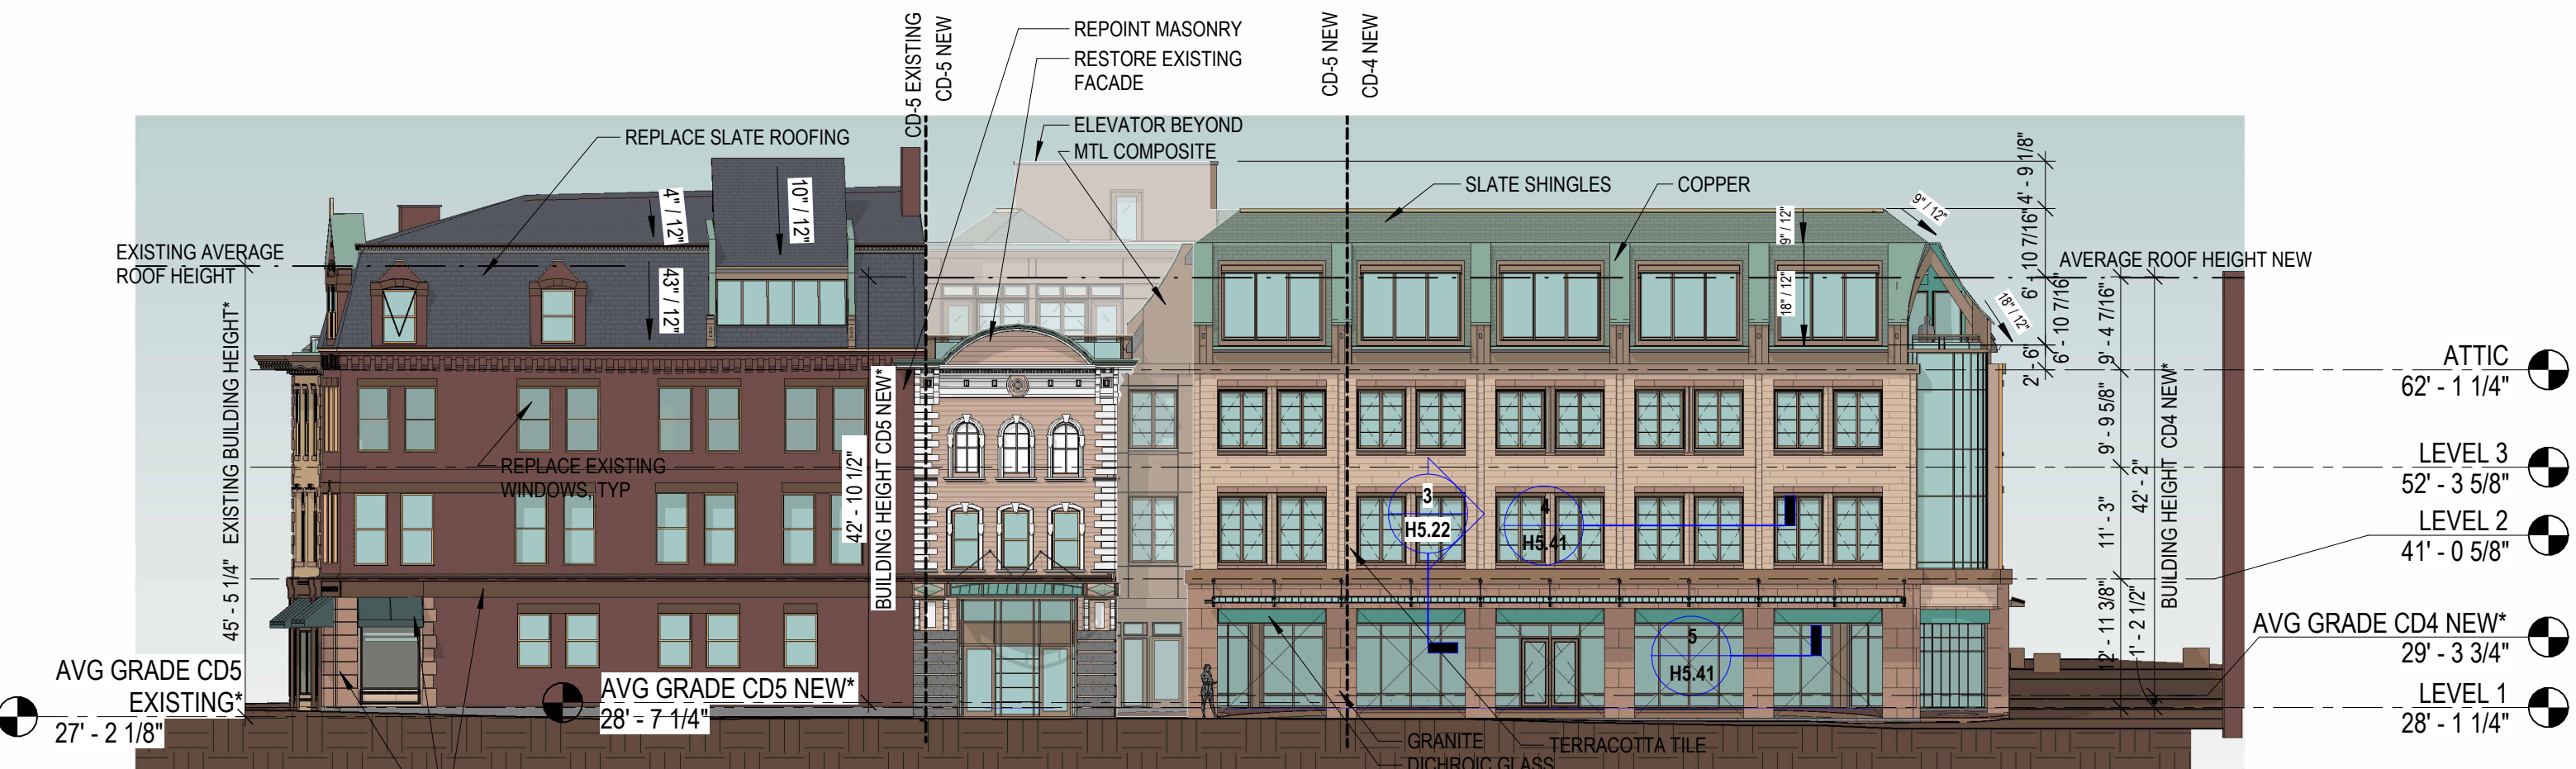 CD-5 EXISTING
CD-5 NEW
REPOINT MASONRY
RESTORE EXISTING
FACADE
CD-5 NEW
CD-4 NEW
ELEVATOR BEYOND
MTL COMPOSITE
REPLACE SLATE ROOFING
SLATE SHINGLES
COPPER
4" / 12"
10" / 12"
43" / 12"
9" / 12"
18" / 12"
9" / 12"
18" / 12"
4' - 9 1/8"
6' - 10 7/16"
6' - 10 7/16"
2' - 6"
9' - 4 7/16"
9' - 9 5/8"
11' - 3"
12' - 11 3/8"
1' - 2 1/2"
42' - 2"
BUILDING HEIGHT CD4 NEW*
EXISTING AVERAGE
ROOF HEIGHT
AVERAGE ROOF HEIGHT NEW
45' - 5 1/4" EXISTING BUILDING HEIGHT*
REPLACE EXISTING
WINDOWS, TYP
42' - 10 1/2"
BUILDING HEIGHT CD5 NEW*
3
H5.22
4
H5.41
5
H5.41
ATTIC
62' - 1 1/4"
LEVEL 3
52' - 3 5/8"
LEVEL 2
41' - 0 5/8"
AVG GRADE CD4 NEW*
29' - 3 3/4"
LEVEL 1
28' - 1 1/4"
AVG GRADE CD5
EXISTING*
27' - 2 1/8"
AVG GRADE CD5 NEW*
28' - 7 1/4"
GRANITE
TERRACOTTA TILE
DICHROIC GLASS